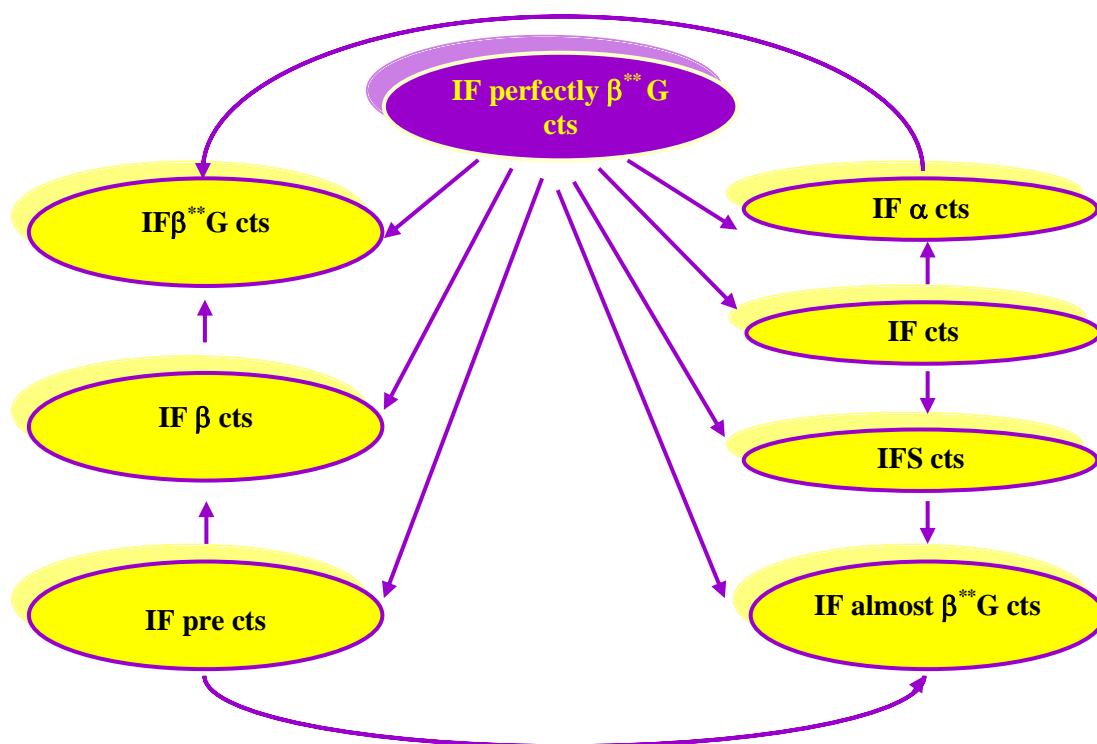 IF perfectly β** G
cts
IFβ**G cts
IF α cts
IF cts
IF β cts
IFS cts
IF pre cts
IF almost β**G cts